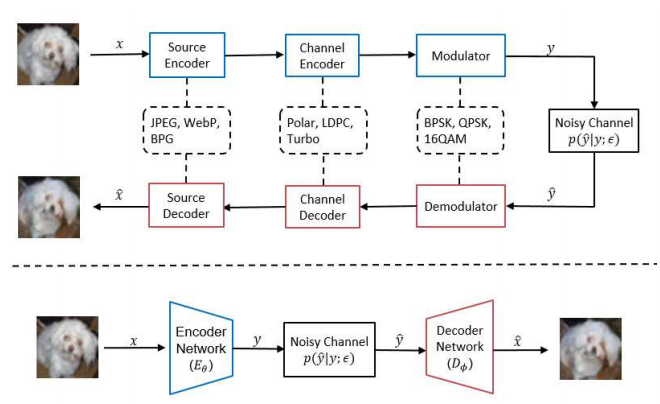 x
Source
Encoder
Channel
Encoder
Modulator
y
JPEG, WebP,
BPG
Polar, LDPC,
Turbo
BPSK, QPSK,
16QAM
Noisy Channel
p(ŷ|y; ϵ)
x̂
Source
Decoder
Channel
Decoder
Demodulator
ŷ
x
Encoder
Network
(E_θ)
y
Noisy Channel
p(ŷ|y; ϵ)
ŷ
Decoder
Network
(D_ϕ)
x̂